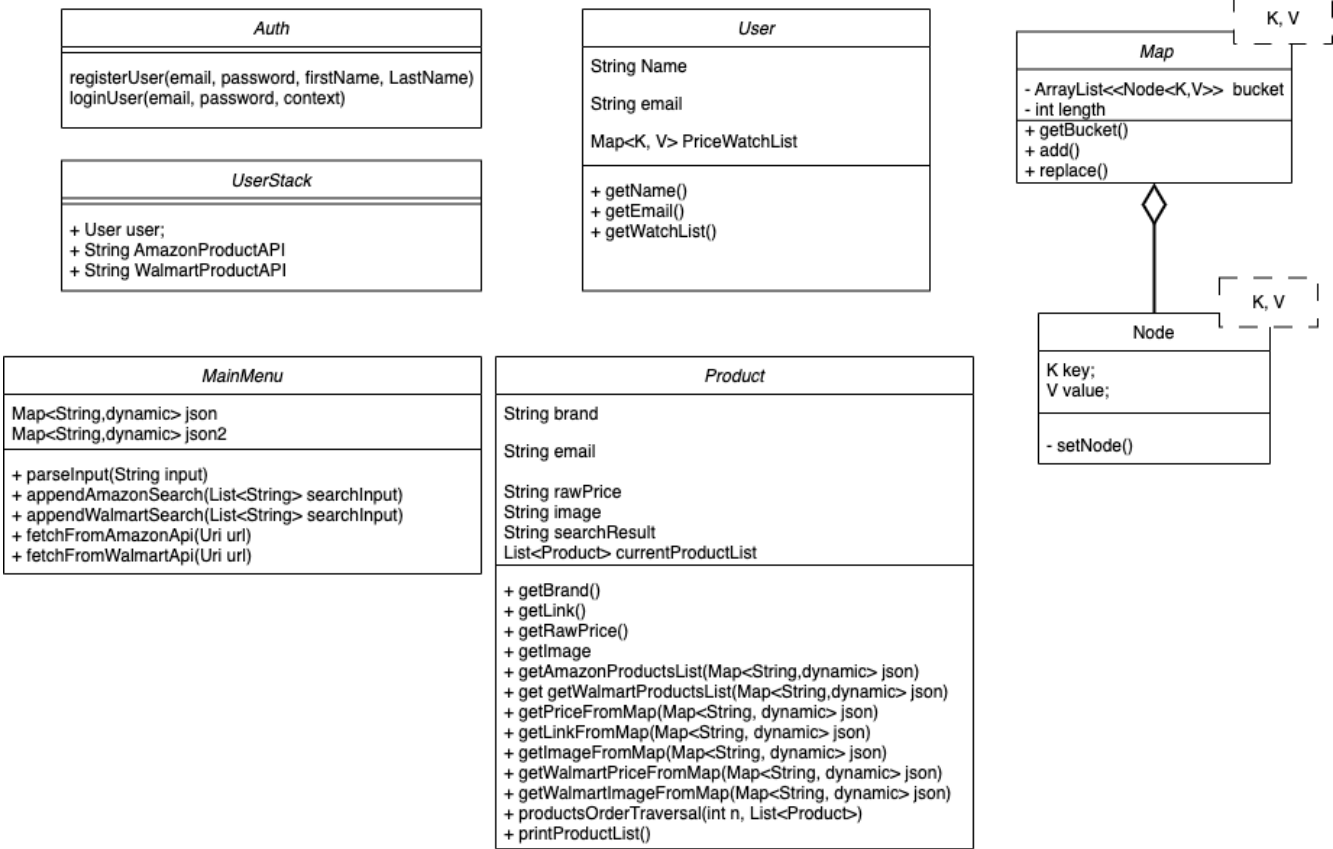 Auth
registerUser(email, password, firstName, LastName)
loginUser(email, password, context)
UserStack
+ User user;
+ String AmazonProductAPI
+ String WalmartProductAPI
User
String Name
String email
Map<K, V> PriceWatchList
+ getName()
+ getEmail()
+ getWatchList()
K, V
Map
- ArrayList<<Node<K,V>> bucket
- int length
+ getBucket()
+ add()
+ replace()
K, V
Node
K key;
V value;
- setNode()
MainMenu
Map<String,dynamic> json
Map<String,dynamic> json2
+ parseInput(String input)
+ appendAmazonSearch(List<String> searchInput)
+ appendWalmartSearch(List<String> searchInput)
+ fetchFromAmazonApi(Uri url)
+ fetchFromWalmartApi(Uri url)
Product
String brand
String email
String rawPrice
String image
String searchResult
List<Product> currentProductList
+ getBrand()
+ getLink()
+ getRawPrice()
+ getImage
+ getAmazonProductsList(Map<String,dynamic> json)
+ get getWalmartProductsList(Map<String,dynamic> json)
+ getPriceFromMap(Map<String, dynamic> json)
+ getLinkFromMap(Map<String, dynamic> json)
+ getImageFromMap(Map<String, dynamic> json)
+ getWalmartPriceFromMap(Map<String, dynamic> json)
+ getWalmartImageFromMap(Map<String, dynamic> json)
+ productsOrderTraversal(int n, List<Product>)
+ printProductList()